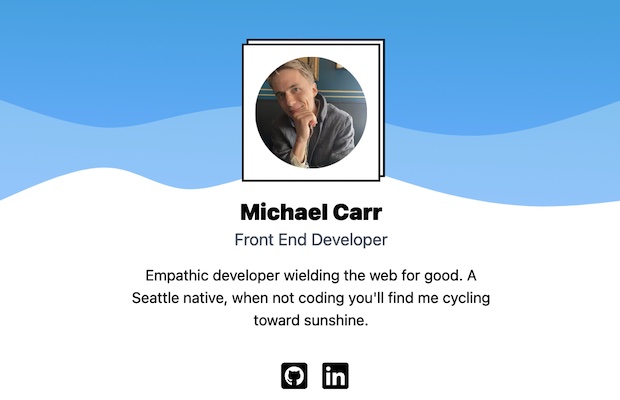 Michael Carr
Front End Developer
Empathic developer wielding the web for good. A
Seattle native, when not coding you'll find me cycling
toward sunshine.
in